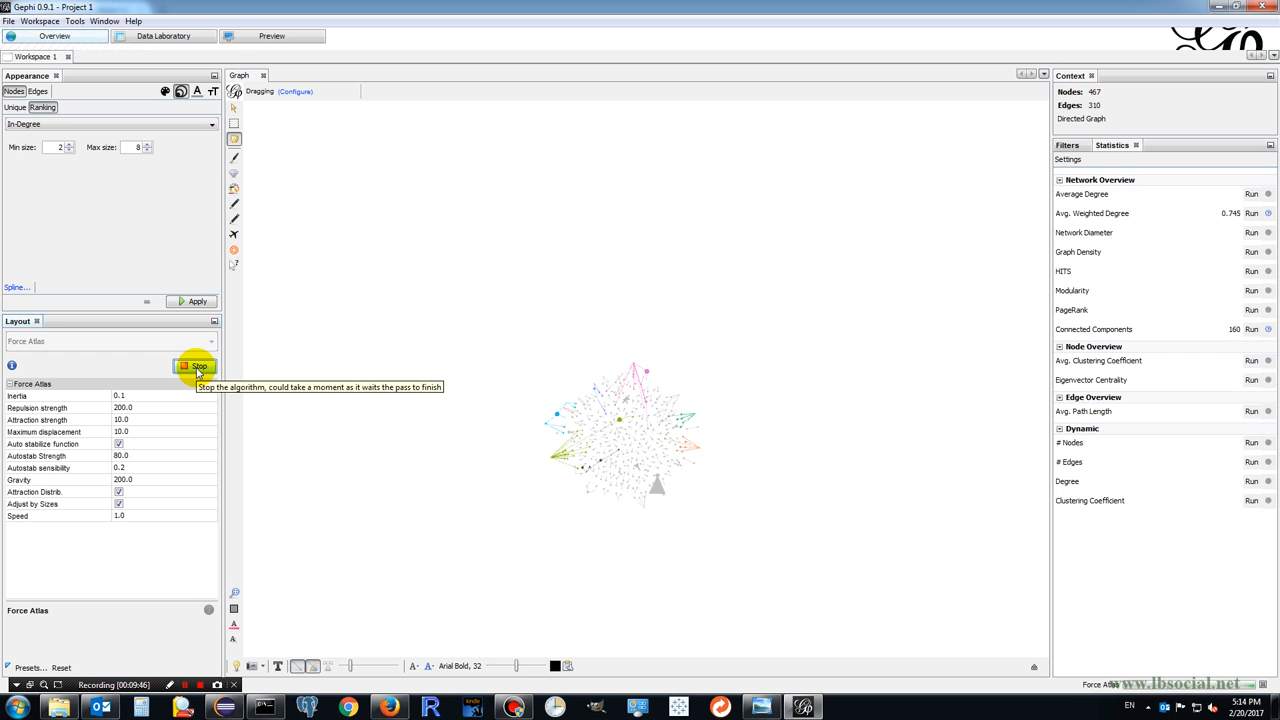 Gephi 0.9.1 - Project 1
File Workspace Tools Window Help
Overview Data Laboratory Preview
Workspace 1
Appearance
Nodes Edges
Unique Ranking
In-Degree
Min size: 2 Max size: 8
Spline...
Apply
Layout
Force Atlas
Stop
Stop the algorithm, could take a moment as it waits the pass to finish
Force Atlas
Inertia 0.1
Repulsion strength 200.0
Attraction strength 10.0
Maximum displacement 10.0
Auto stabilize function
Autostab Strength 80.0
Autostab sensibility 0.2
Gravity 200.0
Attraction Distrib.
Adjust by Sizes
Speed 1.0
Force Atlas
Presets... Reset
Graph
Dragging (Configure)
Arial Bold, 32
Context
Nodes: 467
Edges: 310
Directed Graph
Filters Statistics
Settings
Network Overview
Average Degree Run
Avg. Weighted Degree 0.745 Run
Network Diameter Run
Graph Density Run
HITS Run
Modularity Run
PageRank Run
Connected Components 160 Run
Node Overview
Avg. Clustering Coefficient Run
Eigenvector Centrality Run
Edge Overview
Avg. Path Length Run
Dynamic
# Nodes Run
# Edges Run
Degree Run
Clustering Coefficient Run
Force Atlas
www.lbsocial.net
Recording [00:09:46]
EN
5:14 PM
2/20/2017